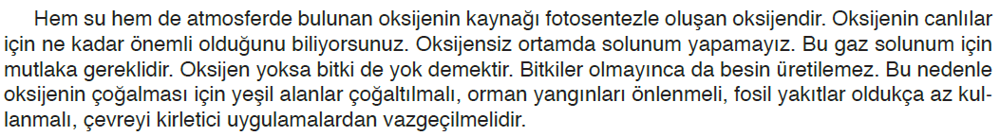 Hem su hem de atmosferde bulunan oksijenin kaynağı fotosentezle oluşan oksijendir. Oksijenin canlılar
için ne kadar önemli olduğunu biliyorsunuz. Oksijensiz ortamda solunum yapamayız. Bu gaz solunum için
mutlaka gereklidir. Oksijen yoksa bitki de yok demektir. Bitkiler olmayınca da besin üretilemez. Bu nedenle
oksijenin çoğalması için yeşil alanlar çoğaltılmalı, orman yangınları önlenmeli, fosil yakıtlar oldukça az kul-
lanmalı, çevreyi kirletici uygulamalardan vazgeçilmelidir.